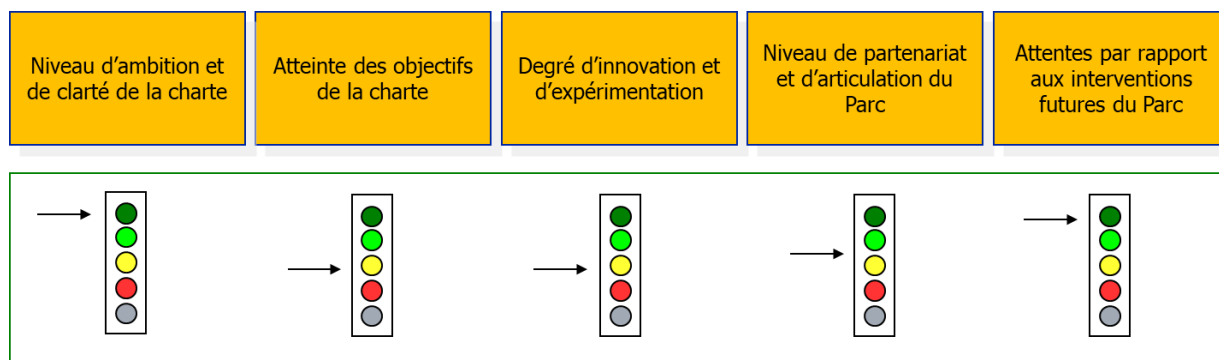 Niveau d'ambition et
de clarté de la charte
Atteinte des objectifs
de la charte
Degré d'innovation et
d'expérimentation
Niveau de partenariat
et d'articulation du
Parc
Attentes par rapport
aux interventions
futures du Parc